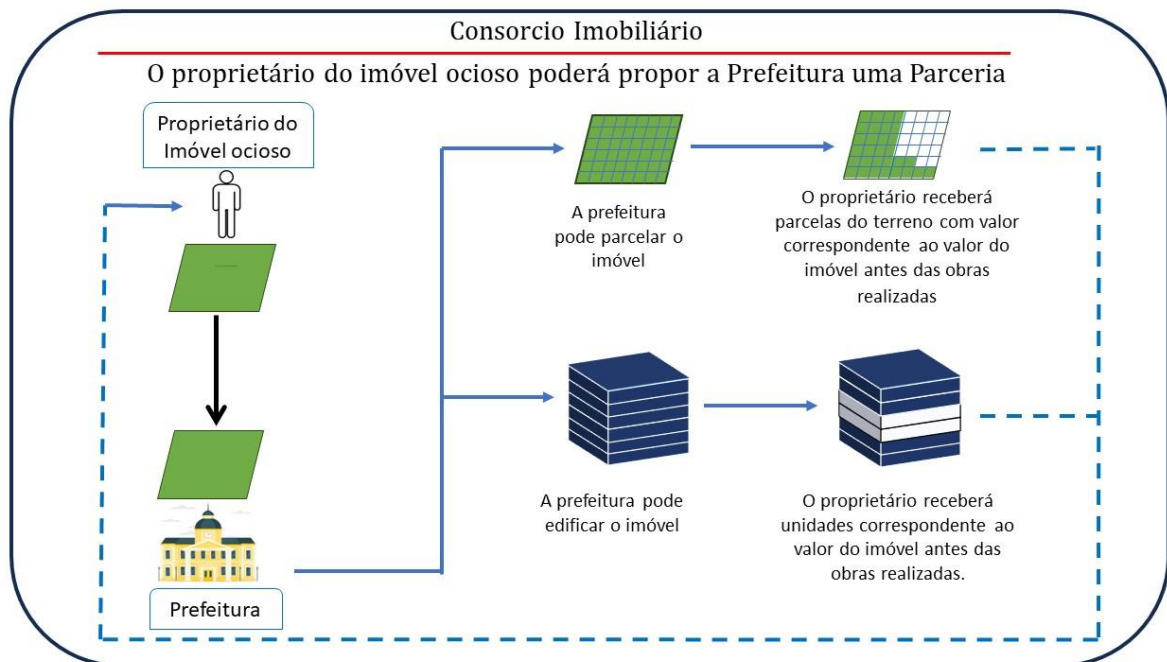 Consorcio Imobiliário
O proprietário do imóvel ocioso poderá propor a Prefeitura uma Parceria
Proprietário do
Imóvel ocioso
A prefeitura
pode parcelar o
imóvel
O proprietário receberá
parcelas do terreno com valor
correspondente ao valor do
imóvel antes das obras
realizadas
A prefeitura pode
edificar o imóvel
O proprietário receberá
unidades correspondente ao
valor do imóvel antes das
obras realizadas.
Prefeitura